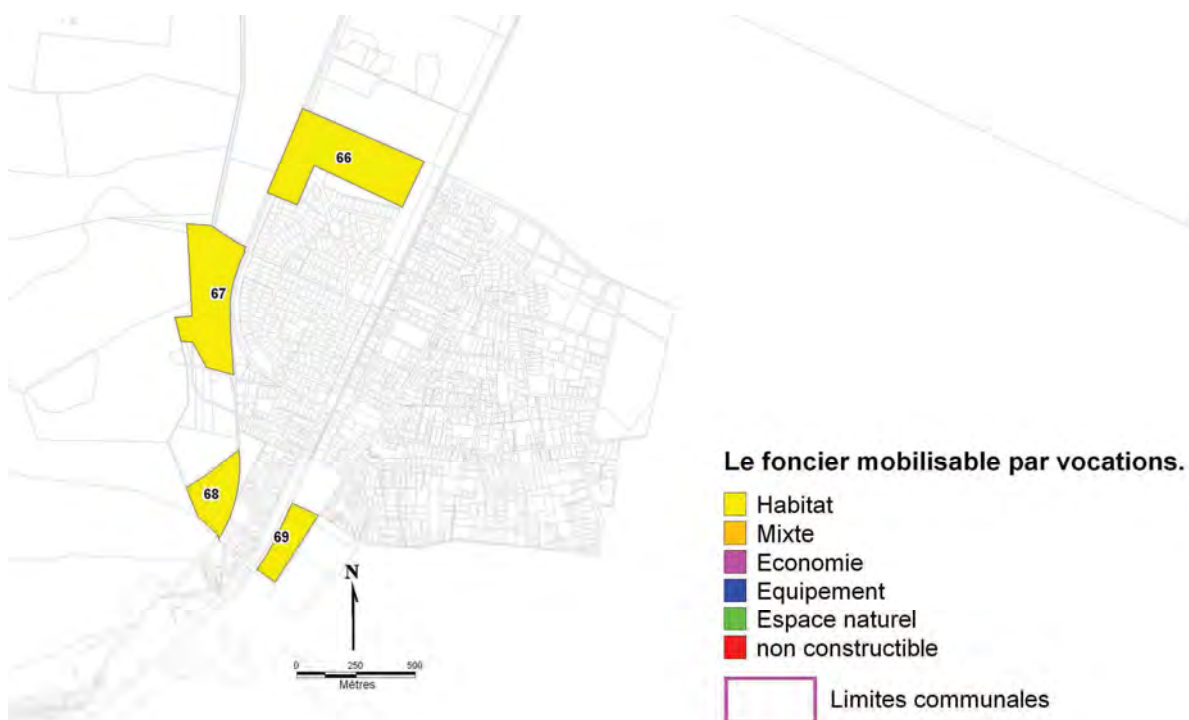 66
67
68
69
N
0 250 500
Mètres
Le foncier mobilisable par vocations.
Habitat
Mixte
Economie
Equipement
Espace naturel
non constructible
Limites communales